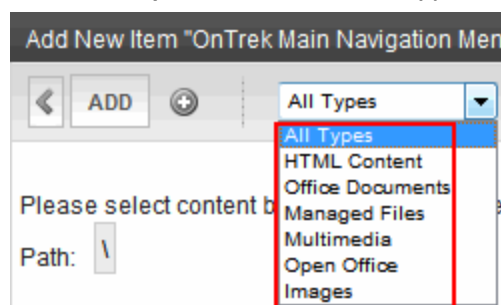 Add New Item "OnTrek Main Navigation Men
ADD
All Types
All Types
HTML Content
Office Documents
Managed Files
Multimedia
Open Office
Images
Please select content b
Path: \